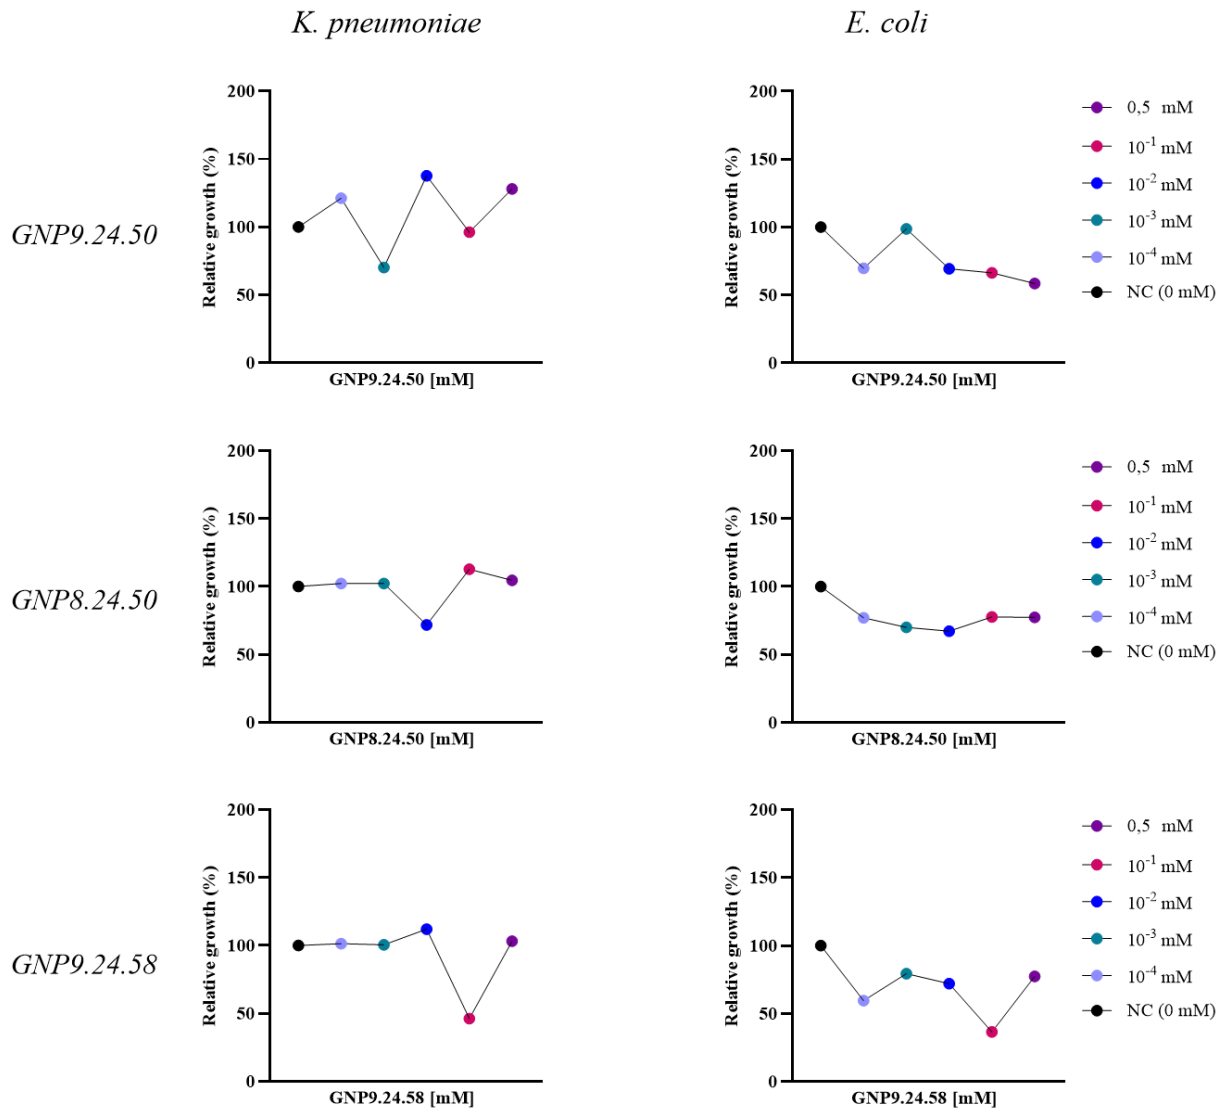 K. pneumoniae
E. coli
GNP9.24.50
Relative growth (%)
200
150
100
50
0
GNP9.24.50 [mM]
Relative growth (%)
200
150
100
50
0
GNP9.24.50 [mM]
0,5 mM
10⁻¹ mM
10⁻² mM
10⁻³ mM
10⁻⁴ mM
NC (0 mM)
GNP8.24.50
Relative growth (%)
200
150
100
50
0
GNP8.24.50 [mM]
Relative growth (%)
200
150
100
50
0
GNP8.24.50 [mM]
0,5 mM
10⁻¹ mM
10⁻² mM
10⁻³ mM
10⁻⁴ mM
NC (0 mM)
GNP9.24.58
Relative growth (%)
200
150
100
50
0
GNP9.24.58 [mM]
Relative growth (%)
200
150
100
50
0
GNP9.24.58 [mM]
0,5 mM
10⁻¹ mM
10⁻² mM
10⁻³ mM
10⁻⁴ mM
NC (0 mM)